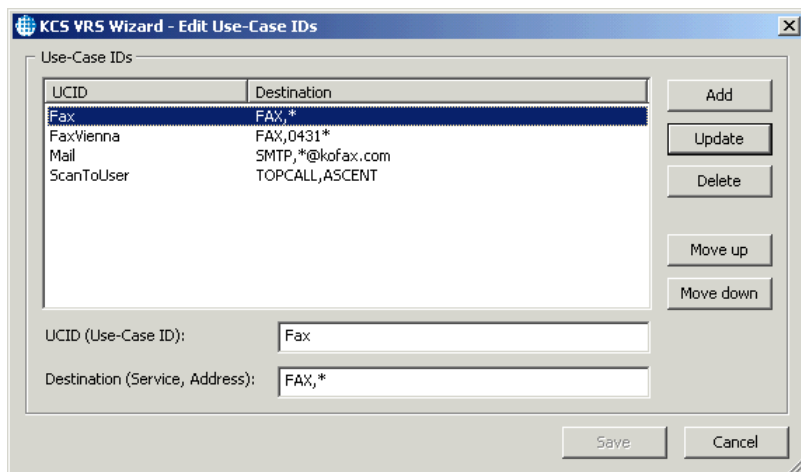 KCS VRS Wizard - Edit Use-Case IDs
Use-Case IDs
UCID Destination
Fax FAX,*
FaxVienna FAX,0431*
Mail SMTP,*@kofax.com
ScanToUser TOPCALL,ASCENT
Add
Update
Delete
Move up
Move down
UCID (Use-Case ID): Fax
Destination (Service, Address): FAX,*
Save Cancel